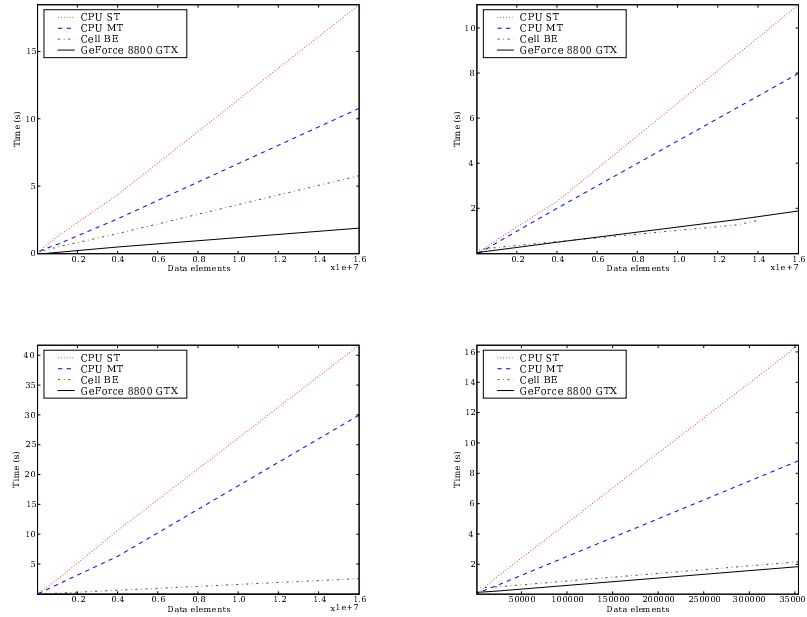 CPU ST
CPU MT
Cell BE
GeForce 8800 GTX
15
10
5
0
Time (s)
0.2 0.4 0.6 0.8 1.0 1.2 1.4 1.6
Data elements
x1e+7
CPU ST
CPU MT
Cell BE
GeForce 8800 GTX
10
8
6
4
2
Time (s)
0.2 0.4 0.6 0.8 1.0 1.2 1.4 1.6
Data elements
x1e+7
CPU ST
CPU MT
Cell BE
GeForce 8800 GTX
40
35
30
25
20
15
10
5
Time (s)
0.2 0.4 0.6 0.8 1.0 1.2 1.4 1.6
Data elements
x1e+7
CPU ST
CPU MT
Cell BE
GeForce 8800 GTX
16
14
12
10
8
6
4
2
Time (s)
50000 100000 150000 200000 250000 300000 35000
Data elements